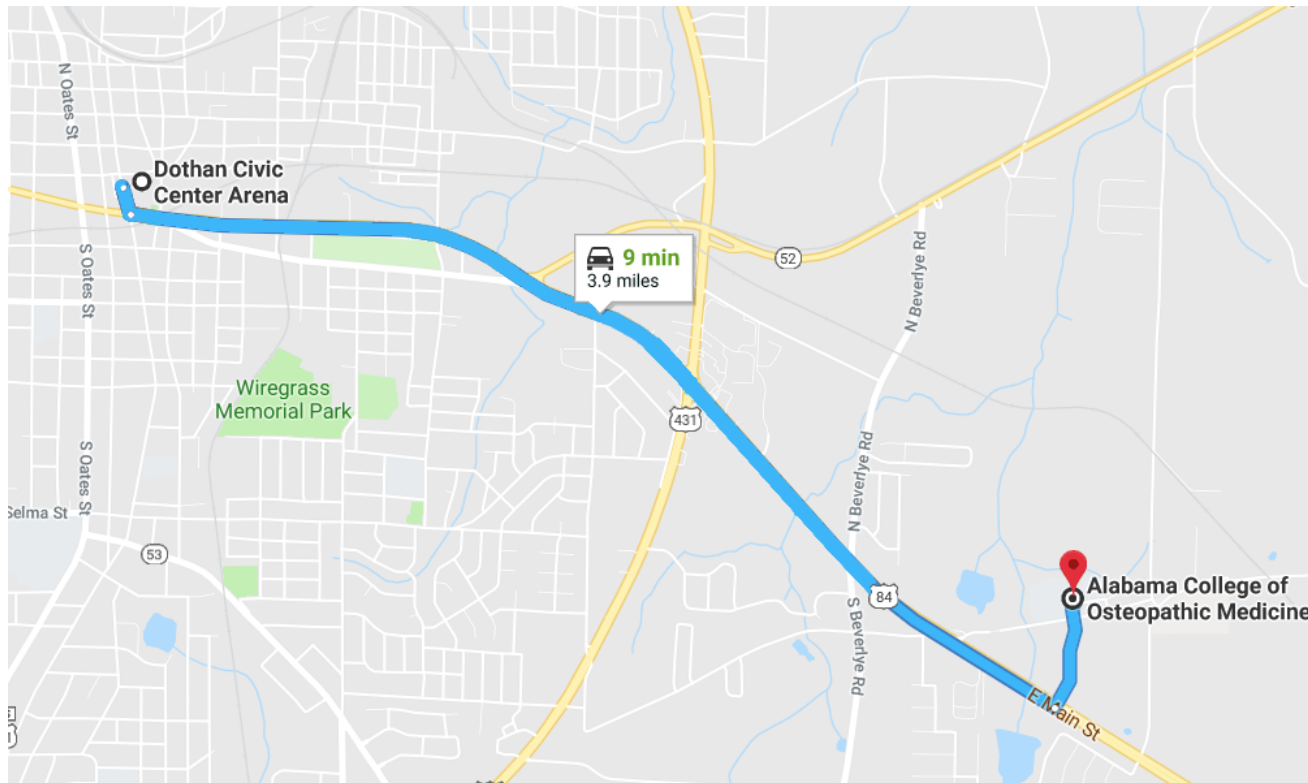 N Oates St
Dothan Civic
Center Arena
S Oates St
9 min
3.9 miles
52
N Beverlye Rd
Wiregrass
Memorial Park
431
S Oates St
N Beverlye Rd
Selma St
53
84
Alabama College of
Osteopathic Medicine
S Beverlye Rd
E Main St